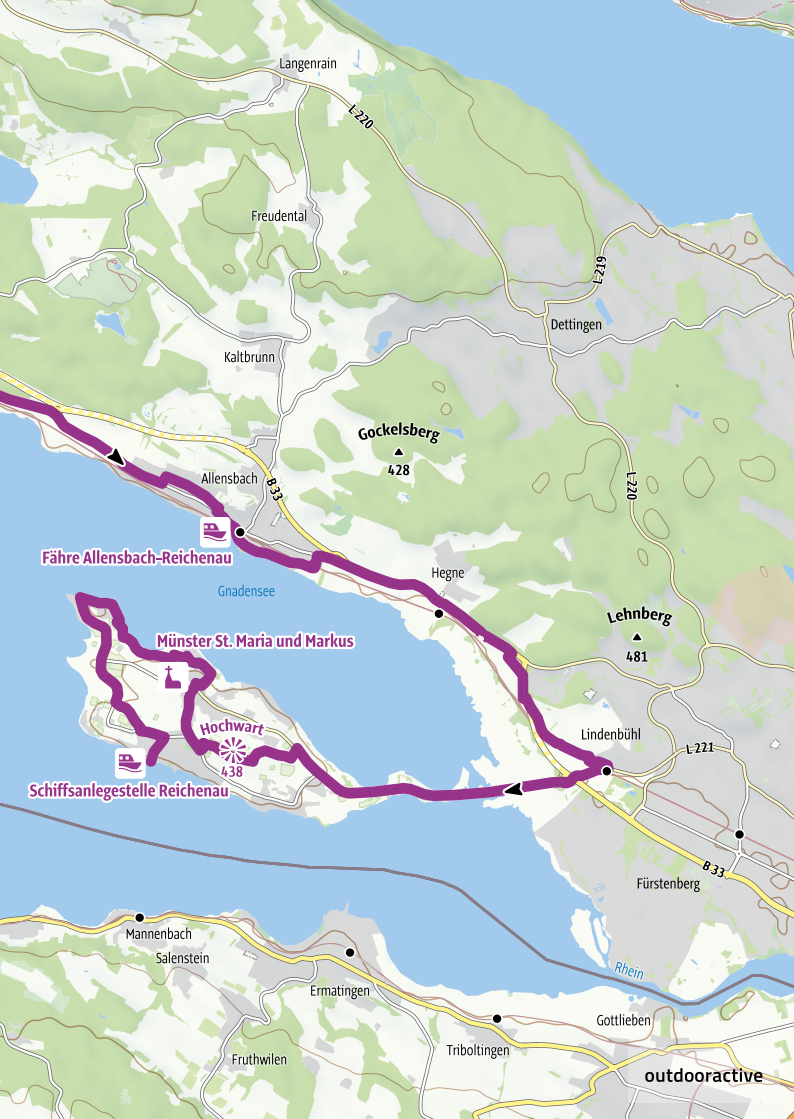 Langenrain
L 220
Freudental
L 219
Dettingen
Kaltbrunn
Gockelsberg
428
Allensbach
B 33
L 220
Fähre Allensbach-Reichenau
Hegne
Gnadensee
Lehnberg
481
Münster St. Maria und Markus
Hochwart
438
Lindenbühl
L 221
Schiffsanlegestelle Reichenau
B 33
Fürstenberg
Mannenbach
Salenstein
Rhein
Ermatingen
Gottlieben
Triboltingen
Fruthwilen
outdooractive